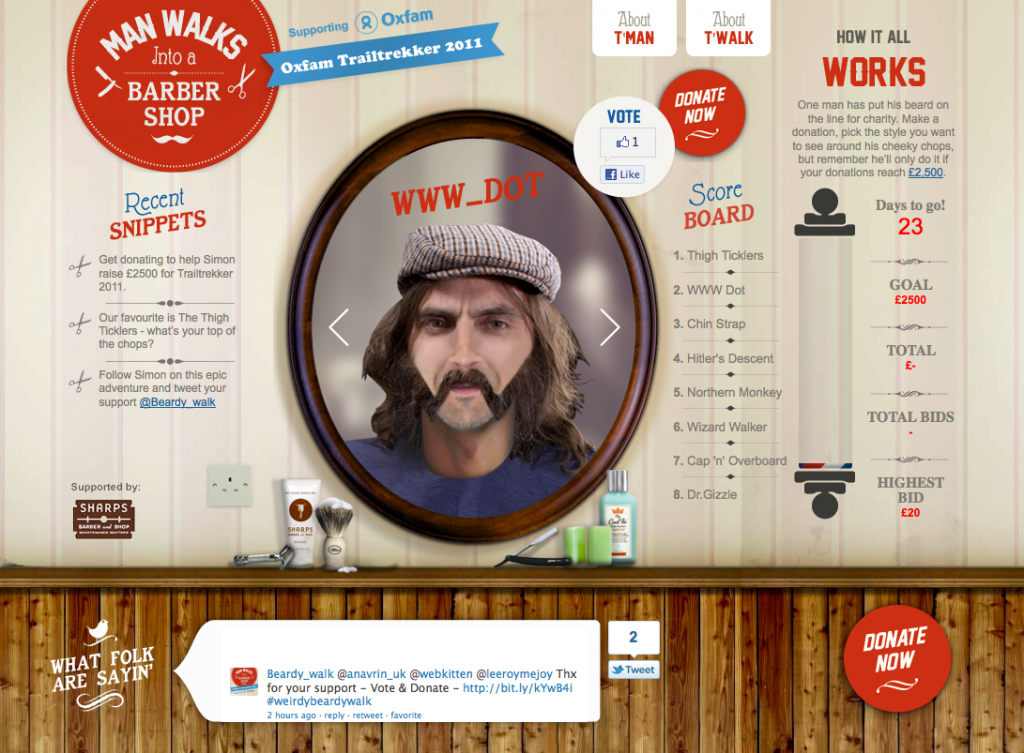 MAN WALKS
Into a
BARBER
SHOP
Supporting Oxfam
Oxfam Trailtrekker 2011
About
T'MAN
About
T'WALK
VOTE
1
Like
DONATE
NOW
HOW IT ALL
WORKS
One man has put his beard on
the line for charity. Make a
donation, pick the style you want
to see around his cheeky chops,
but remember he'll only do it if
your donations reach £2,500.
Recent
SNIPPETS
Get donating to help Simon
raise £2500 for Trailtrekker
2011.
Our favourite is The Thigh
Ticklers - what's your top of
the chops?
Follow Simon on this epic
adventure and tweet your
support @Beardy_walk
Supported by:
SHARPS
BARBER and SHOP
WWW_DOT
SHARPS
BARBER and SHOP
Score
BOARD
1. Thigh Ticklers
2. WWW Dot
3. Chin Strap
4. Hitler's Descent
5. Northern Monkey
6. Wizard Walker
7. Cap 'n' Overboard
8. Dr.Gizzle
Days to go!
23
GOAL
£2500
TOTAL
£-
TOTAL BIDS
-
HIGHEST
BID
£20
WHAT FOLK
ARE SAYIN'
Beardy_walk @anavrin_uk @webkitten @leeroymejoy Thx
for your support – Vote & Donate – http://bit.ly/kYwB4i
#weirdybeardywalk
2 hours ago · reply · retweet · favorite
2
Tweet
DONATE
NOW